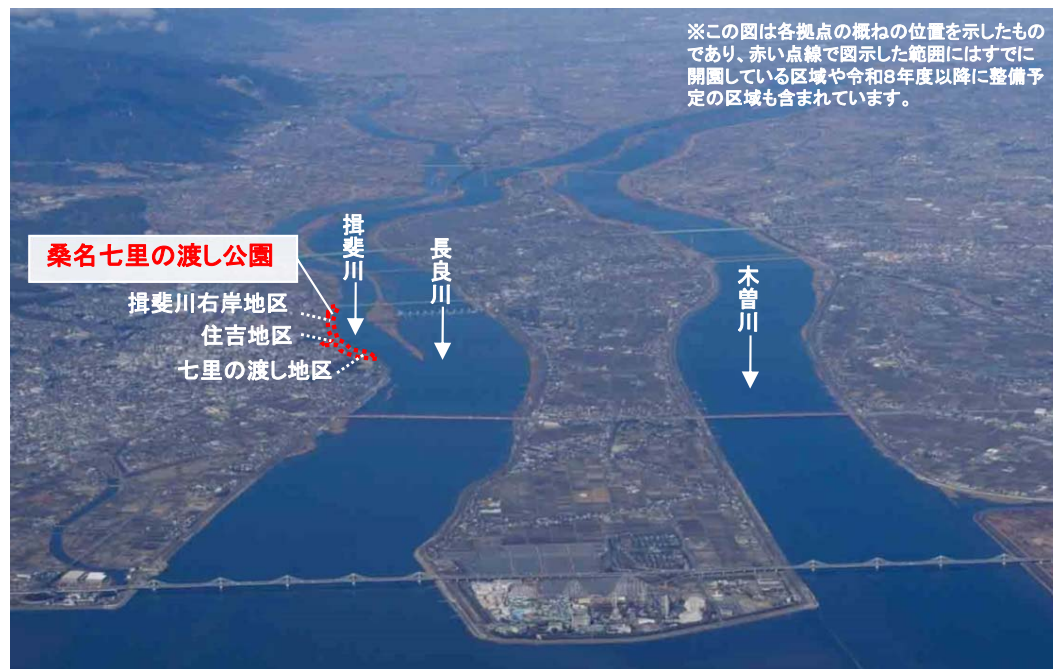 ※この図は各拠点の概ねの位置を示したもの
であり、赤い点線で図示した範囲にはすでに
開園している区域や令和8年度以降に整備予
定の区域も含まれています。
桑名七里の渡し公園
揖斐川右岸地区
住吉地区
七里の渡し地区
揖斐川
長良川
木曽川